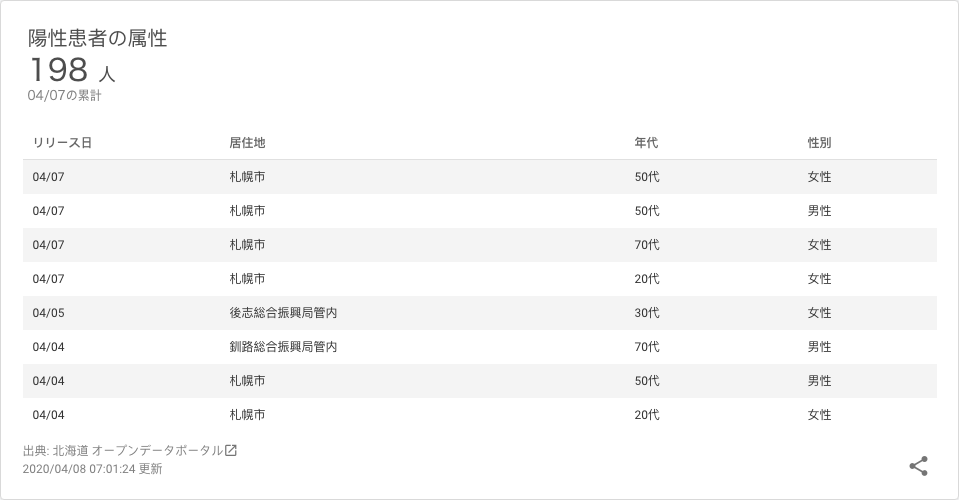 陽性患者の属性
198 人
04/07の累計
リリース日 居住地 年代 性別
04/07 札幌市 50代 女性
04/07 札幌市 50代 男性
04/07 札幌市 70代 女性
04/07 札幌市 20代 女性
04/05 後志総合振興局管内 30代 女性
04/04 釧路総合振興局管内 70代 男性
04/04 札幌市 50代 男性
04/04 札幌市 20代 女性
出典: 北海道 オープンデータポータル
2020/04/08 07:01:24 更新